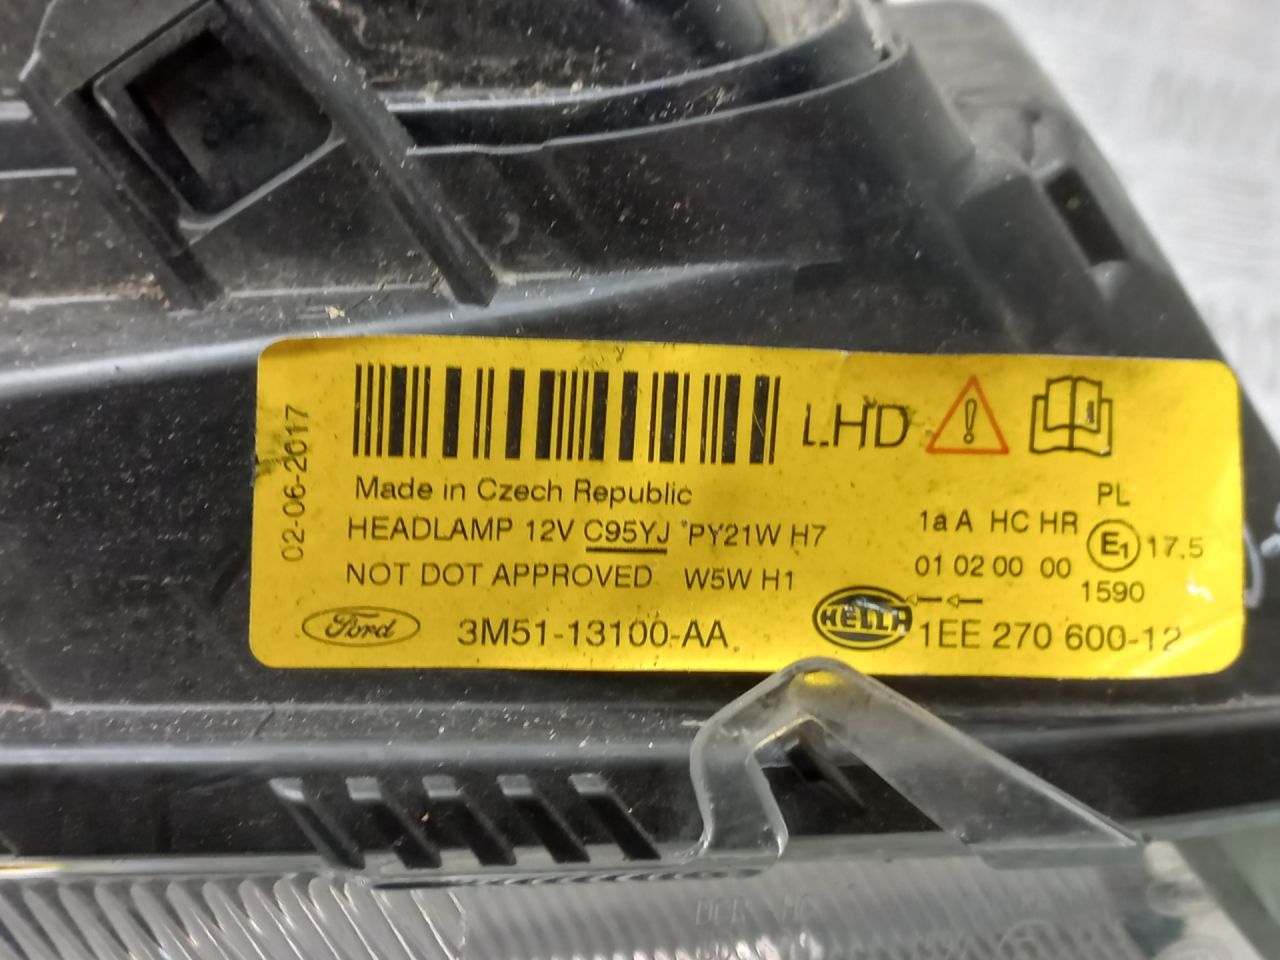 02-06-2017
LHD
Made in Czech Republic
PL
HEADLAMP 12V C95YJ PY21W H7
1a A HC HR E1 17.5
NOT DOT APPROVED W5W H1
01 02 00 00
1590
Ford 3M51-13100-AA
HELLA 1EE 270 600-12